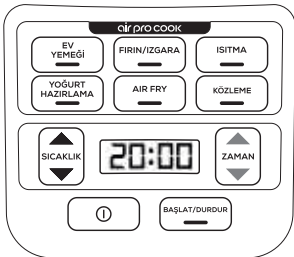 air pro cook
EV
YEMEĞİ
FIRIN/IZGARA
ISITMA
YOĞURT
HAZIRLAMA
AIR FRY
KÖZLEME
SICAKLIK
20:00
ZAMAN
BAŞLAT/DURDUR